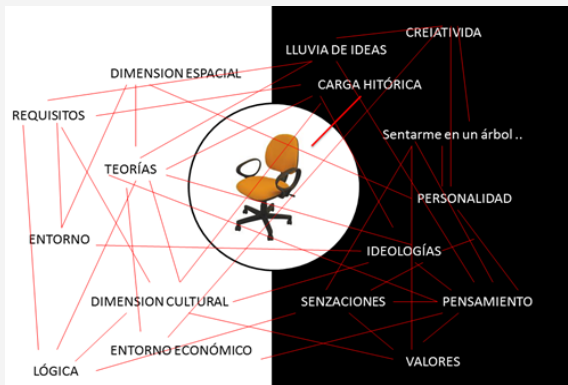 CREIATIVIDA
LLUVIA DE IDEAS
DIMENSION ESPACIAL
CARGA HITÓRICA
REQUISITOS
Sentarme en un árbol ..
TEORÍAS
PERSONALIDAD
ENTORNO
IDEOLOGÍAS
DIMENSION CULTURAL
SENZACIONES
PENSAMIENTO
ENTORNO ECONÓMICO
VALORES
LÓGICA